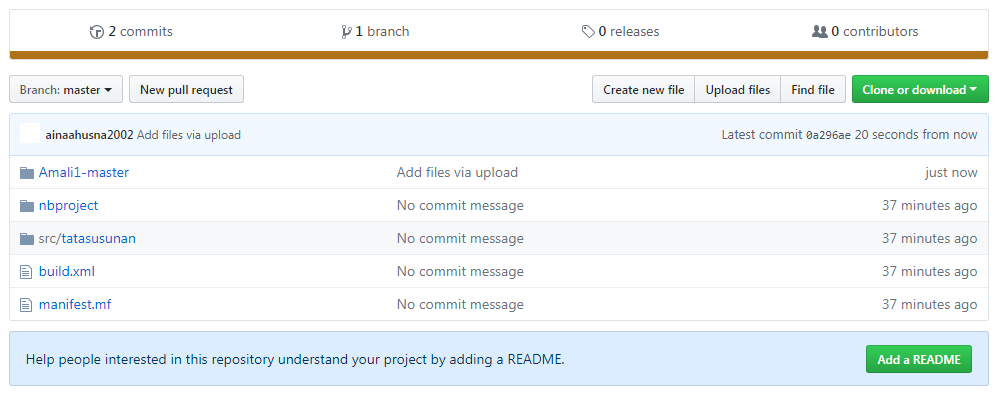 2 commits 1 branch 0 releases 0 contributors
Branch: master New pull request Create new file Upload files Find file Clone or download
ainaahusna2002 Add files via upload Latest commit 0a296ae 20 seconds from now
Amali1-master Add files via upload just now
nbproject No commit message 37 minutes ago
src/tatasusunan No commit message 37 minutes ago
build.xml No commit message 37 minutes ago
manifest.mf No commit message 37 minutes ago
Help people interested in this repository understand your project by adding a README. Add a README